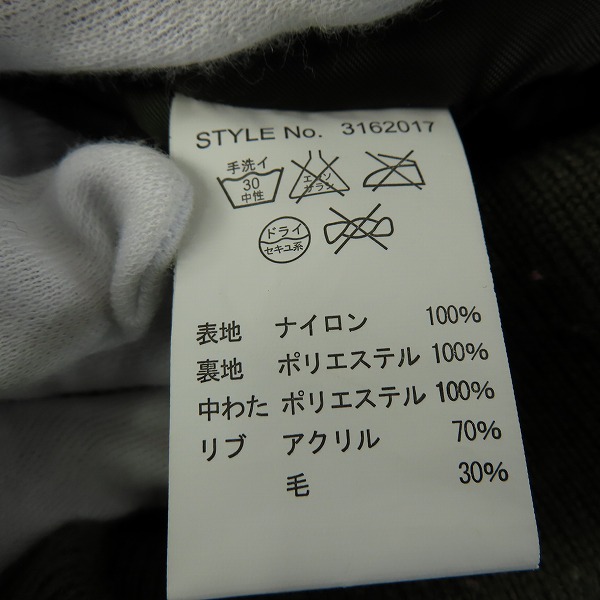 STYLE No. 3162017
手洗イ
30
中性
エンソ
サラシ
ドライ
セキユ系
表地 ナイロン 100%
裏地 ポリエステル 100%
中わた ポリエステル 100%
リブ アクリル 70%
毛 30%